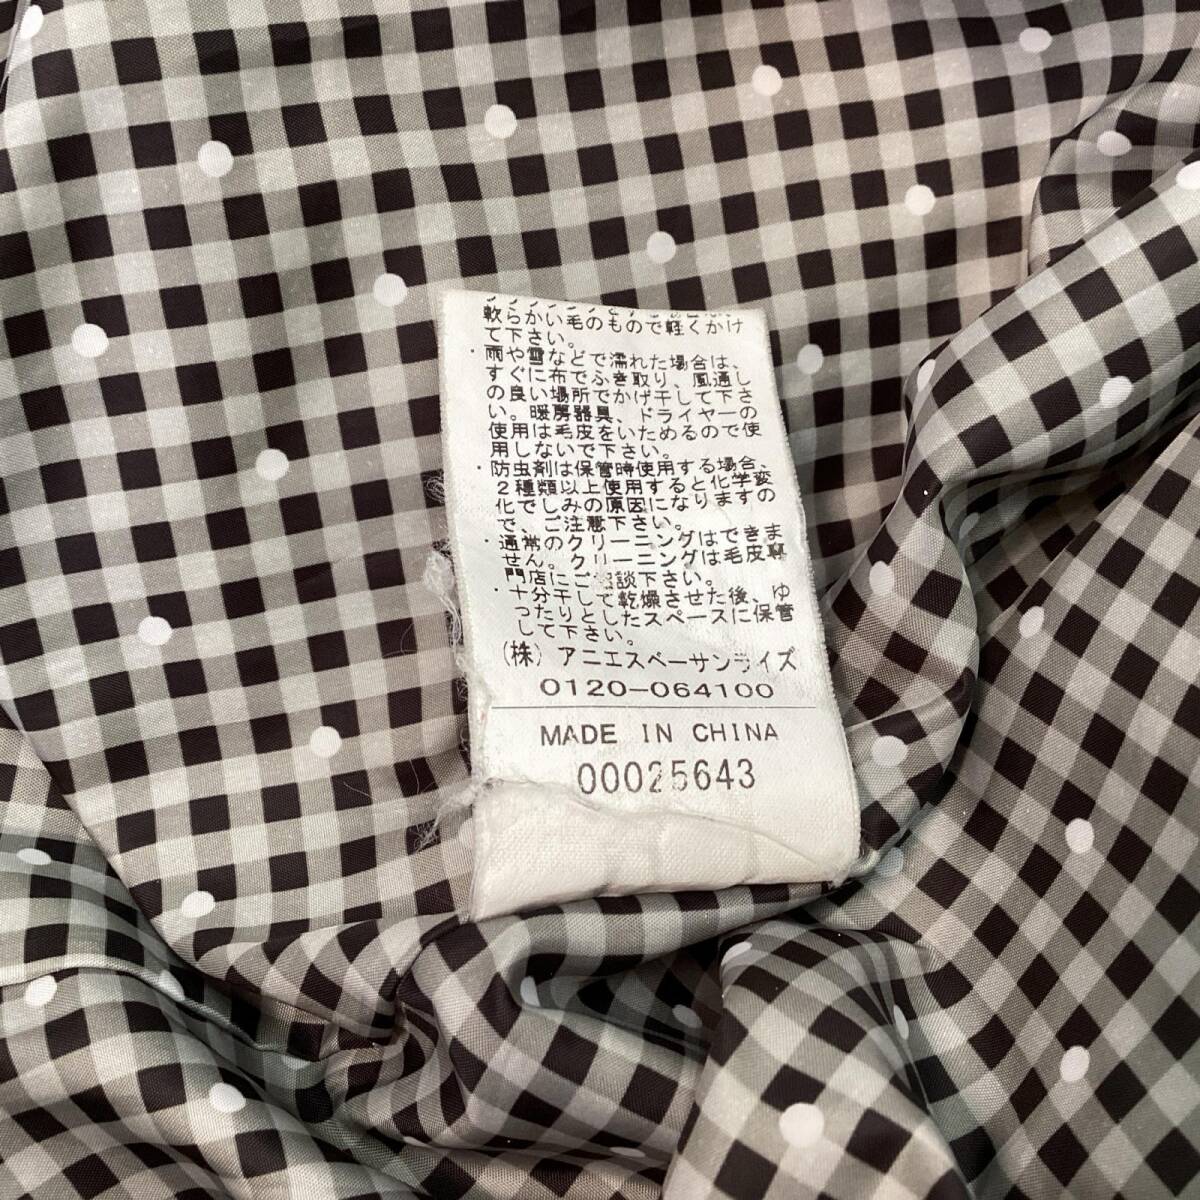 軟らかい毛のもので軽くかけ
て下さい。
・雨や雪などで濡れた場合は、
すぐに布でふき取り、風通し
の良い場所でかげ干して下さ
い。暖房器具、ドライヤーの
使用は毛皮をいためるので使
用しないで下さい。
・防虫剤は保管時使用する場合、
２種類以上使用すると化学変
化でしみの原因になりますの
で、ご注意下さい。
・通常のクリーニングはできま
せん。クリーニングは毛皮専
門店にご相談下さい。
・十分干して乾燥させた後、ゆ
ったりとしたスペースに保管
して下さい。
(株) アニエスベーサンライズ
0120-064100
MADE IN CHINA
00025643